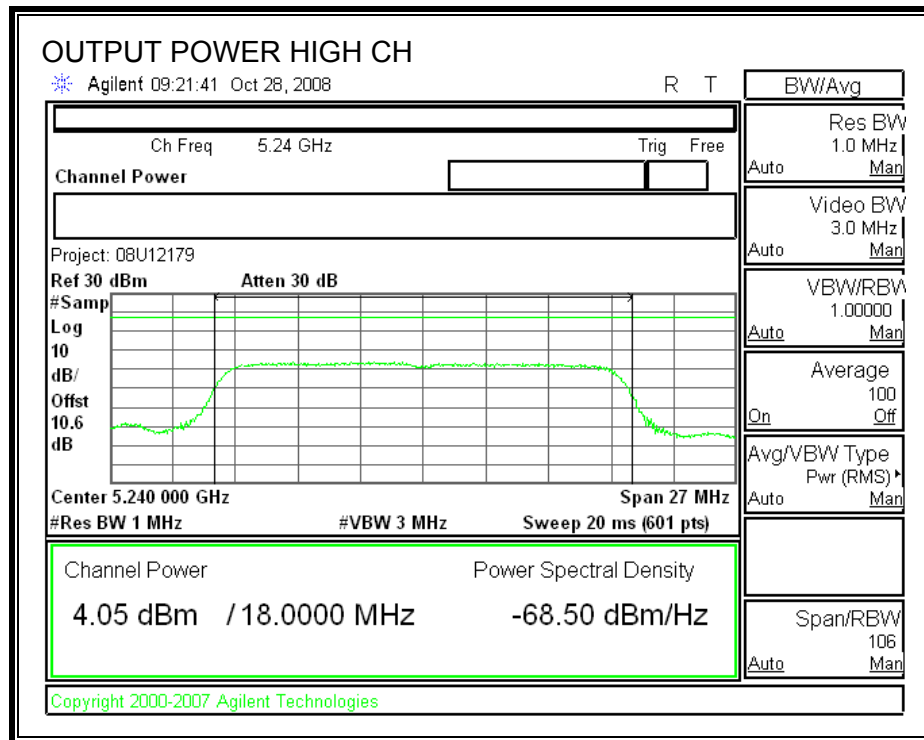 OUTPUT POWER HIGH CH
Agilent 09:21:41 Oct 28, 2008 R T
BW/Avg
Ch Freq 5.24 GHz Trig Free
Channel Power
Project: 08U12179
Ref 30 dBm Atten 30 dB
#Samp
Log
10
dB/
Offst
10.6
dB
Center 5.240 000 GHz Span 27 MHz
#Res BW 1 MHz #VBW 3 MHz Sweep 20 ms (601 pts)
Channel Power Power Spectral Density
4.05 dBm / 18.0000 MHz -68.50 dBm/Hz
Copyright 2000-2007 Agilent Technologies
Res BW
1.0 MHz
Auto Man
Video BW
3.0 MHz
Auto Man
VBW/RBW
1.00000
Auto Man
Average
100
On Off
Avg/VBW Type
Pwr (RMS)
Auto Man
Span/RBW
106
Auto Man